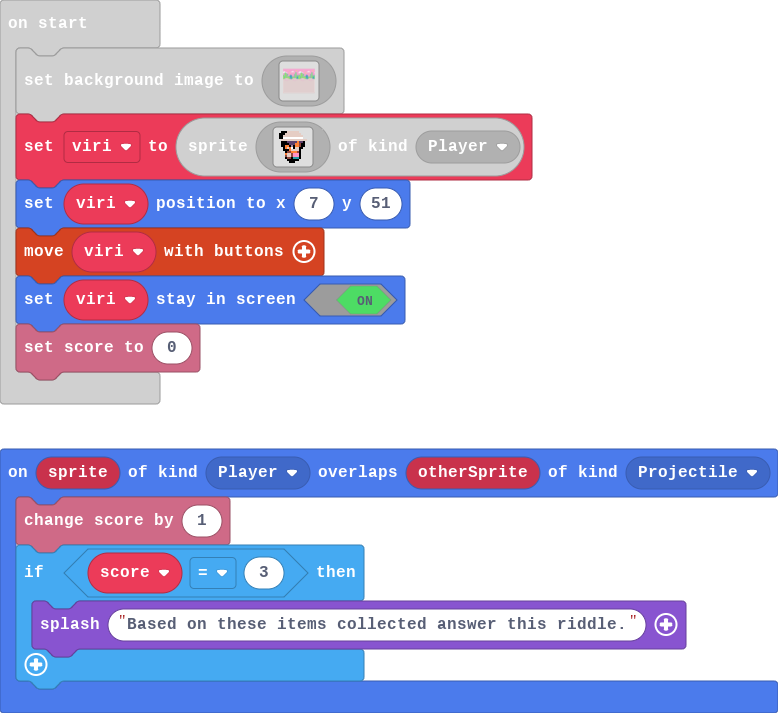 on start
set background image to
set viri to sprite of kind Player
set viri position to x 7 y 51
move viri with buttons
set viri stay in screen ON
set score to 0
on sprite of kind Player overlaps otherSprite of kind Projectile
change score by 1
if score = 3 then
splash "Based on these items collected answer this riddle."